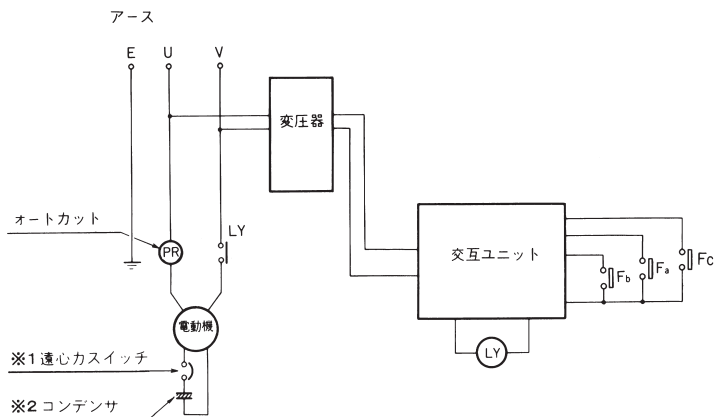 アース
E U V
変圧器
オートカット
PR
LY
交互ユニット
Fb
Fa
Fc
電動機
LY
※1遠心力スイッチ
※2コンデンサ